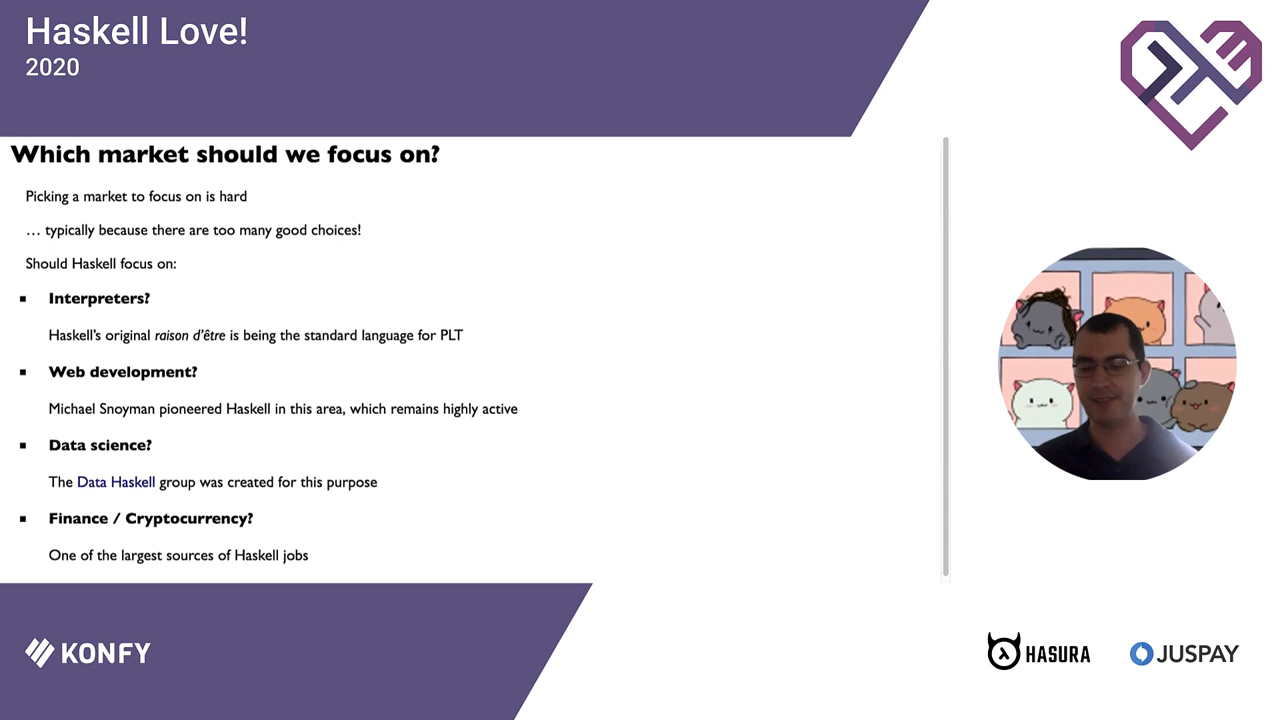 Haskell Love!
2020
Which market should we focus on?
Picking a market to focus on is hard
… typically because there are too many good choices!
Should Haskell focus on:
▪ Interpreters?
Haskell’s original raison d’être is being the standard language for PLT
▪ Web development?
Michael Snoyman pioneered Haskell in this area, which remains highly active
▪ Data science?
The Data Haskell group was created for this purpose
▪ Finance / Cryptocurrency?
One of the largest sources of Haskell jobs
KONFY
HASURA
JUSPAY